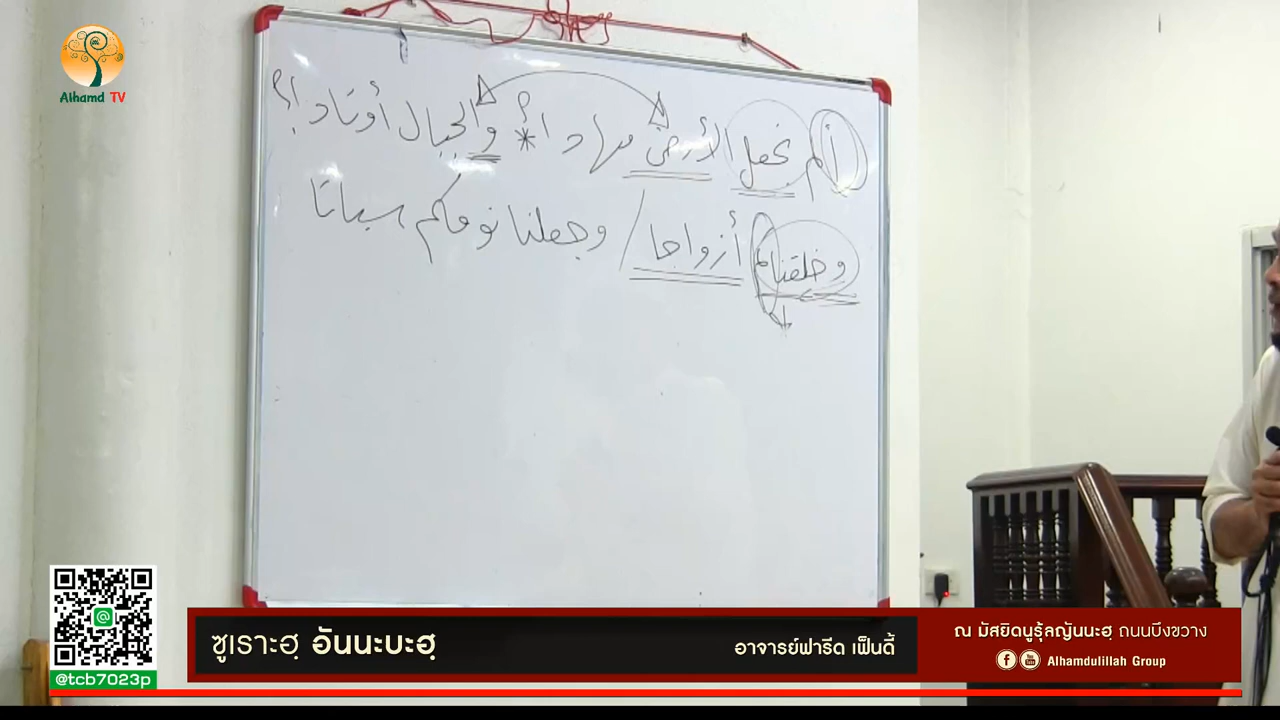 Alhamd TV
ألم نجعل الأرض مهادا * والجبال أوتادا؟
وخلقناكم أزواجا / وجعلنا نومكم سباتا
@tcb7023p
ซูเราะฮฺ อันนะบะฮฺ
อาจารย์ฟารีด เฟ็นดี้
ณ มัสยิดนูรุ้ลญันนะฮฺ ถนนบึงขวาง
Alhamdulillah Group